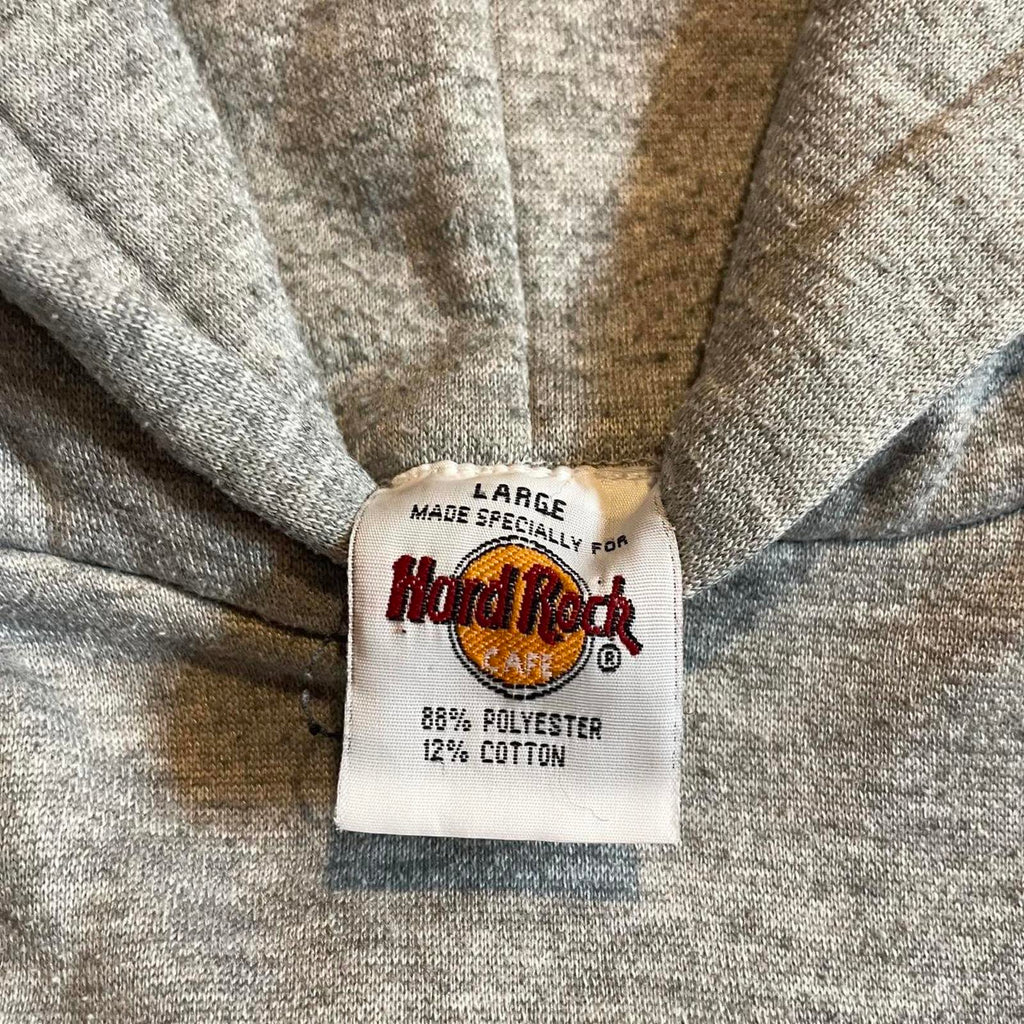 LARGE
MADE SPECIALLY FOR
Hard Rock
CAFE
®
88% POLYESTER
12% COTTON